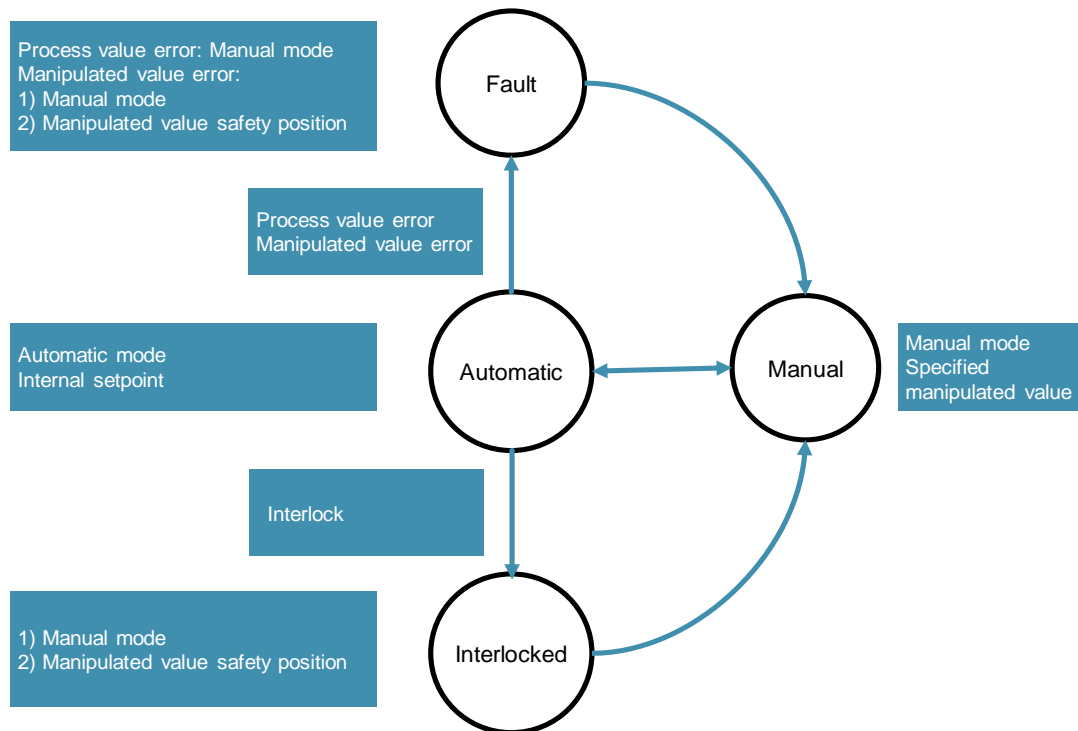 Process value error: Manual mode
Manipulated value error:
1) Manual mode
2) Manipulated value safety position
Fault
Process value error
Manipulated value error
Automatic mode
Internal setpoint
Automatic
Manual
Manual mode
Specified
manipulated value
Interlock
1) Manual mode
2) Manipulated value safety position
Interlocked